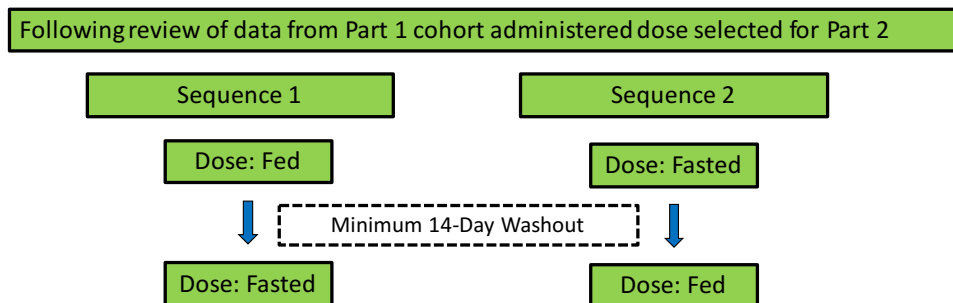 Following review of data from Part 1 cohort administered dose selected for Part 2
Sequence 1
Sequence 2
Dose: Fed
Dose: Fasted
Minimum 14-Day Washout
Dose: Fasted
Dose: Fed